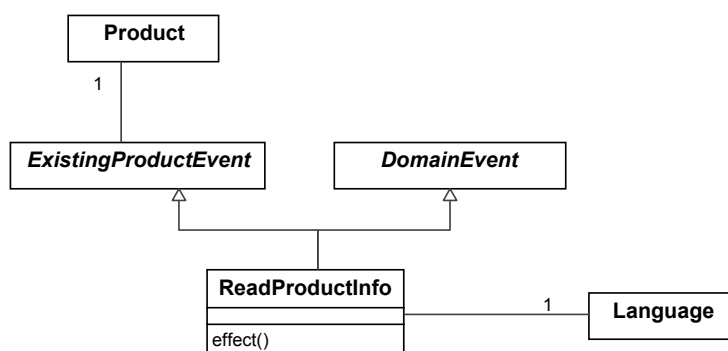 Product
1
ExistingProductEvent
DomainEvent
ReadProductInfo
1
Language
effect()